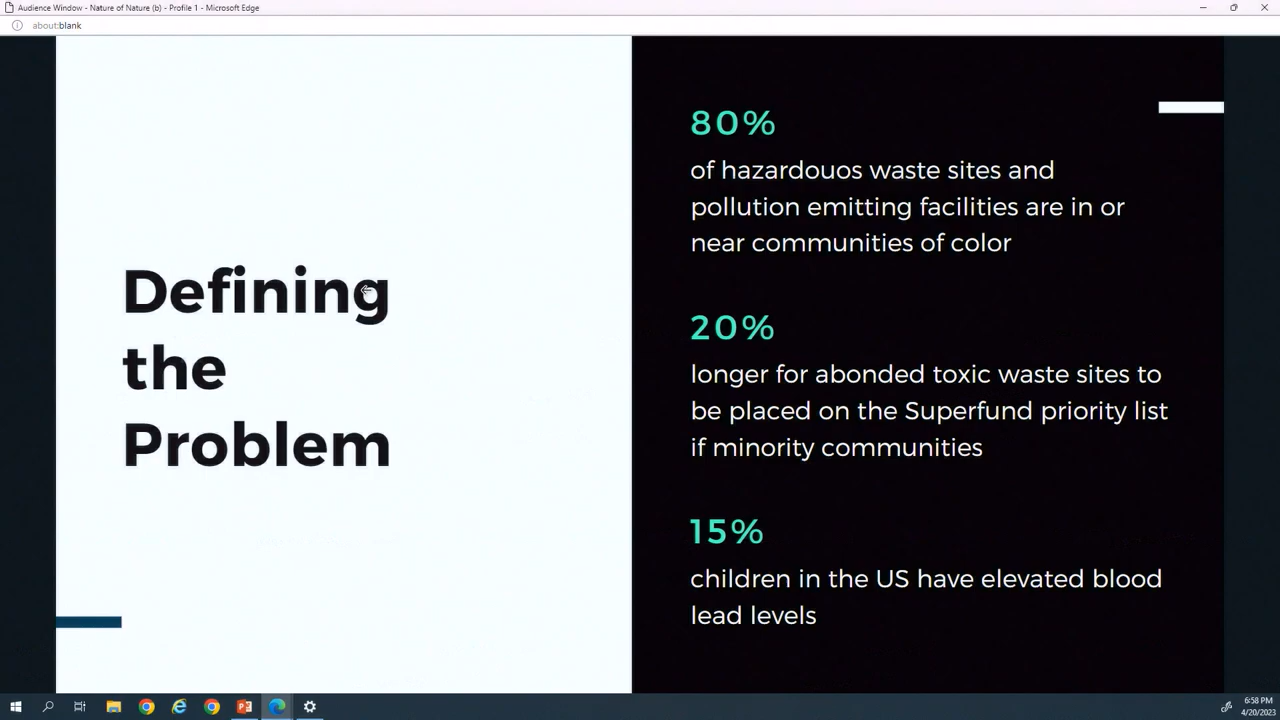 Audience Window - Nature of Nature (b) - Profile 1 - Microsoft Edge
about:blank
Defining
the
Problem
80%
of hazardouos waste sites and
pollution emitting facilities are in or
near communities of color
20%
longer for abonded toxic waste sites to
be placed on the Superfund priority list
if minority communities
15%
children in the US have elevated blood
lead levels
6:58 PM
4/20/2023